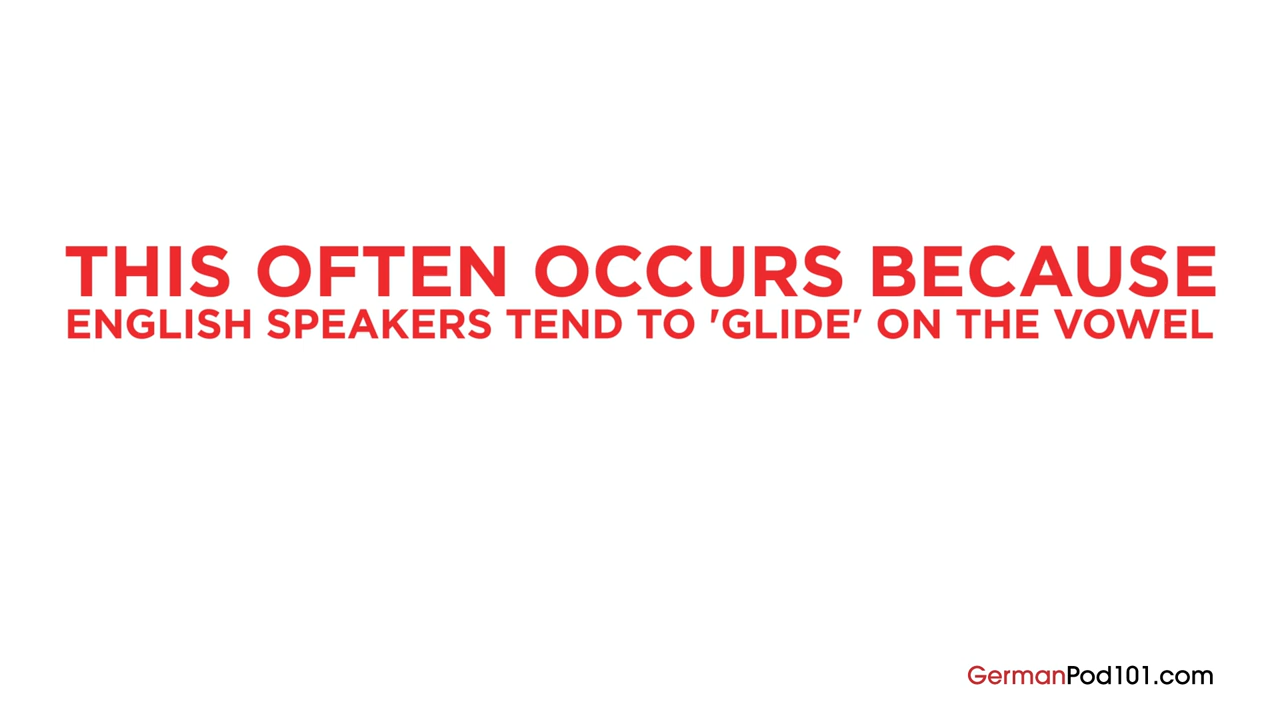 THIS OFTEN OCCURS BECAUSE
ENGLISH SPEAKERS TEND TO 'GLIDE' ON THE VOWEL
GermanPod101.com